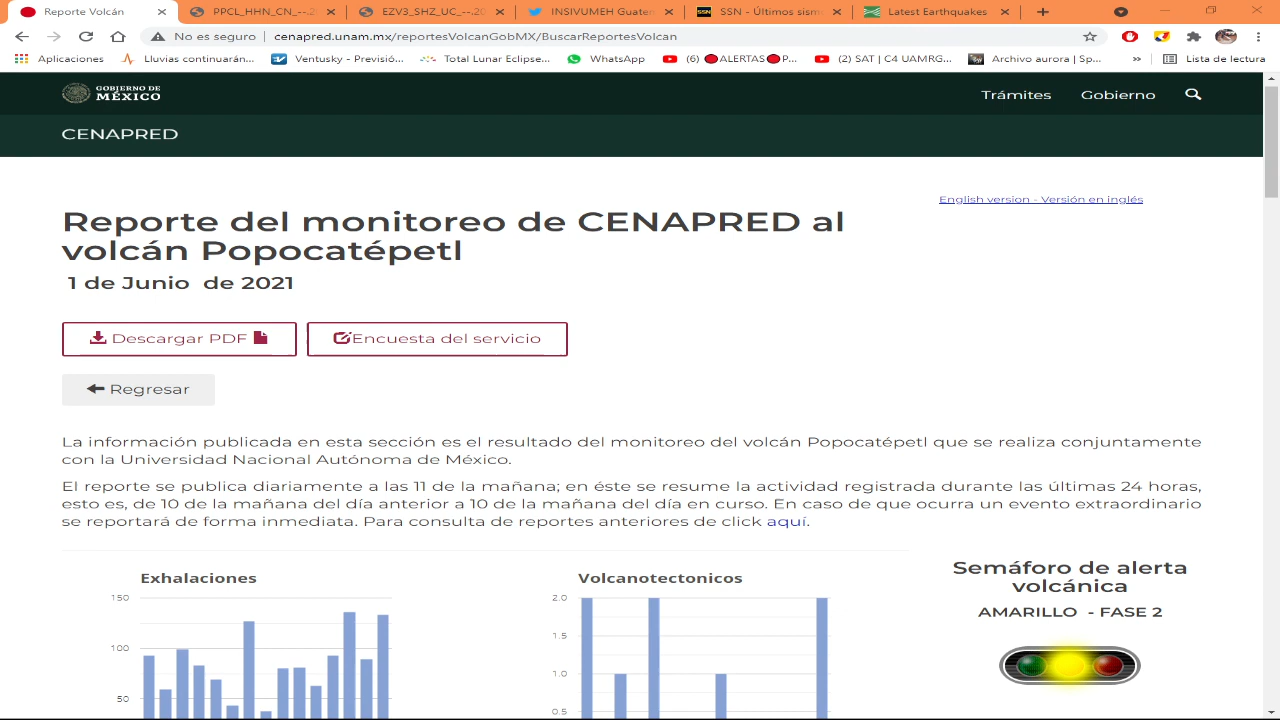 Reporte Volcán
PPCL_HHN_CN_--.2
EZV3_SHZ_UC_--.20
INSIVUMEH Guaten
SSN - Últimos sism
Latest Earthquakes
No es seguro | cenapred.unam.mx/reportesVolcanGobMX/BuscarReportesVolcan
Aplicaciones
Lluvias continuarán...
Ventusky - Previsió...
Total Lunar Eclipse...
WhatsApp
(6) 🔴ALERTAS🔴P...
(2) SAT | C4 UAMRG...
Archivo aurora | Sp...
»
Lista de lectura
GOBIERNO DE
MÉXICO
Trámites
Gobierno
CENAPRED
English version - Versión en inglés
Reporte del monitoreo de CENAPRED al
volcán Popocatépetl
1 de Junio de 2021
Descargar PDF
Encuesta del servicio
Regresar
La información publicada en esta sección es el resultado del monitoreo del volcán Popocatépetl que se realiza conjuntamente
con la Universidad Nacional Autónoma de México.
El reporte se publica diariamente a las 11 de la mañana; en éste se resume la actividad registrada durante las últimas 24 horas,
esto es, de 10 de la mañana del día anterior a 10 de la mañana del día en curso. En caso de que ocurra un evento extraordinario
se reportará de forma inmediata. Para consulta de reportes anteriores de click aquí.
Exhalaciones
150
100
50
Volcanotectonicos
2.0
1.5
1.0
0.5
Semáforo de alerta
volcánica
AMARILLO - FASE 2